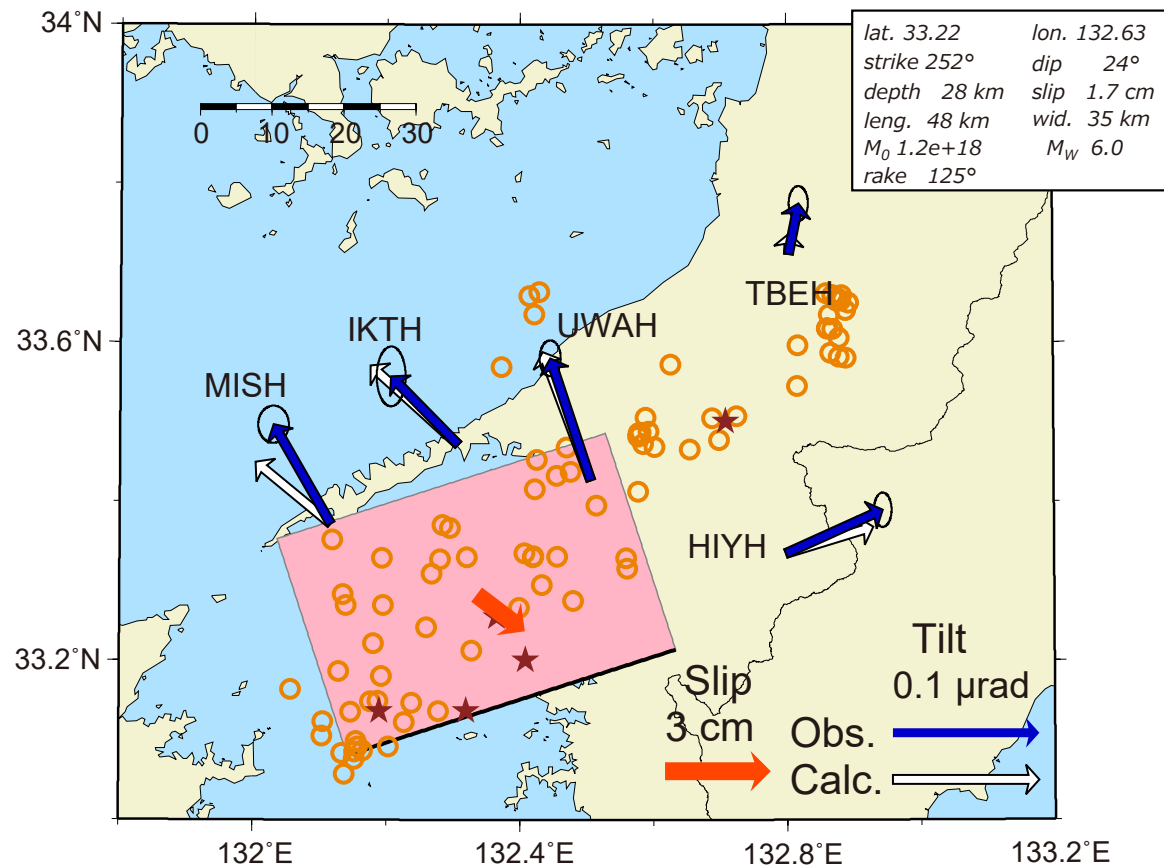 34°N
lat. 33.22 lon. 132.63
strike 252° dip 24°
depth 28 km slip 1.7 cm
leng. 48 km wid. 35 km
M0 1.2e+18 MW 6.0
rake 125°
0 10 20 30
TBEH
33.6°
IKTH
UWAH
MISH
HIYH
33.2°
Slip
3 cm
Tilt
0.1 μrad
Obs.
Calc.
132°E
132.4°
132.8°
133.2°